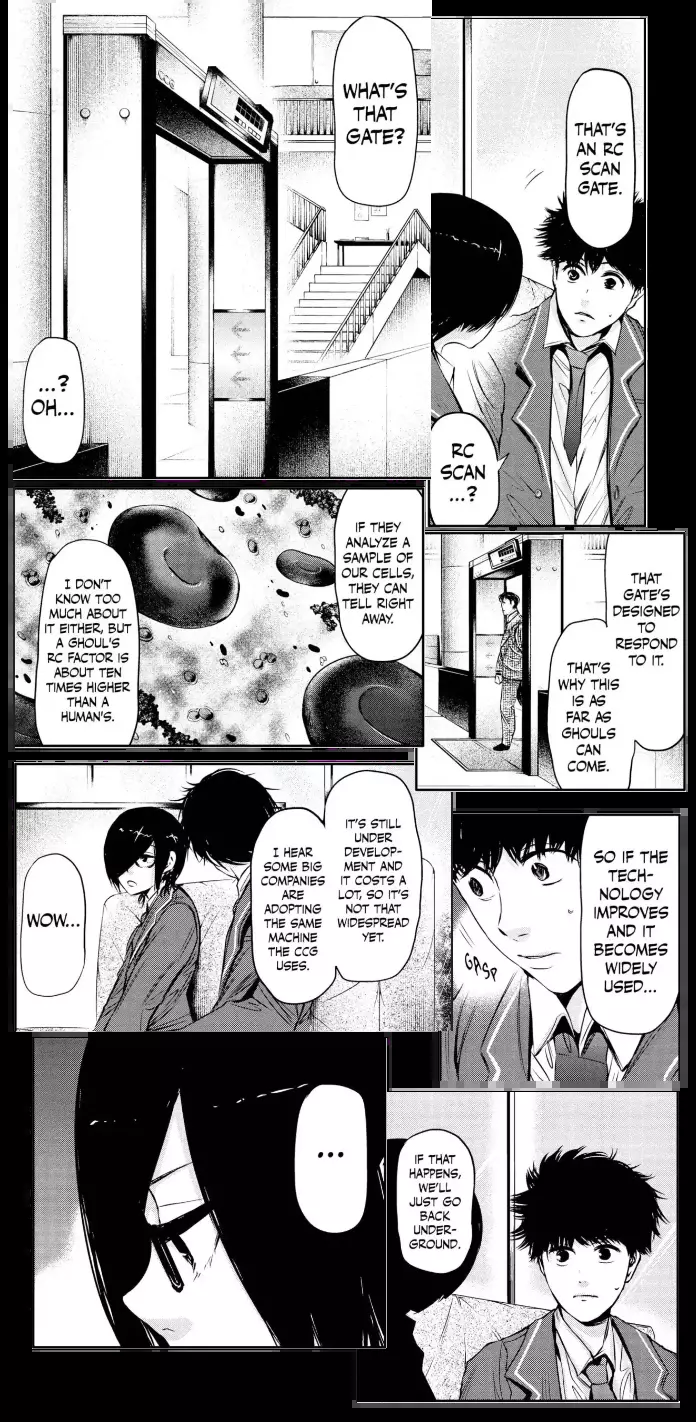 CCG
WHAT'S
THAT
GATE?
...?
OH...
THAT'S
AN RC
SCAN
GATE.
RC
SCAN
...?
IF THEY
ANALYZE A
SAMPLE OF
OUR CELLS,
THEY CAN
TELL RIGHT
AWAY.
I DON'T
KNOW TOO
MUCH ABOUT
IT EITHER, BUT
A GHOUL'S
RC FACTOR IS
ABOUT TEN
TIMES HIGHER
THAN A
HUMAN'S.
THAT
GATE'S
DESIGNED
TO
RESPOND
TO IT.
THAT'S
WHY THIS
IS AS
FAR AS
GHOULS
CAN
COME.
IT'S STILL
UNDER
DEVELOP-
MENT AND
IT COSTS A
LOT, SO IT'S
NOT THAT
WIDESPREAD
YET.
I HEAR
SOME BIG
COMPANIES
ARE
ADOPTING
THE SAME
MACHINE
THE CCG
USES.
WOW...
SO IF THE
TECH-
NOLOGY
IMPROVES
AND IT
BECOMES
WIDELY
USED...
GASP
...
IF THAT
HAPPENS,
WE'LL
JUST GO
BACK
UNDER-
GROUND.